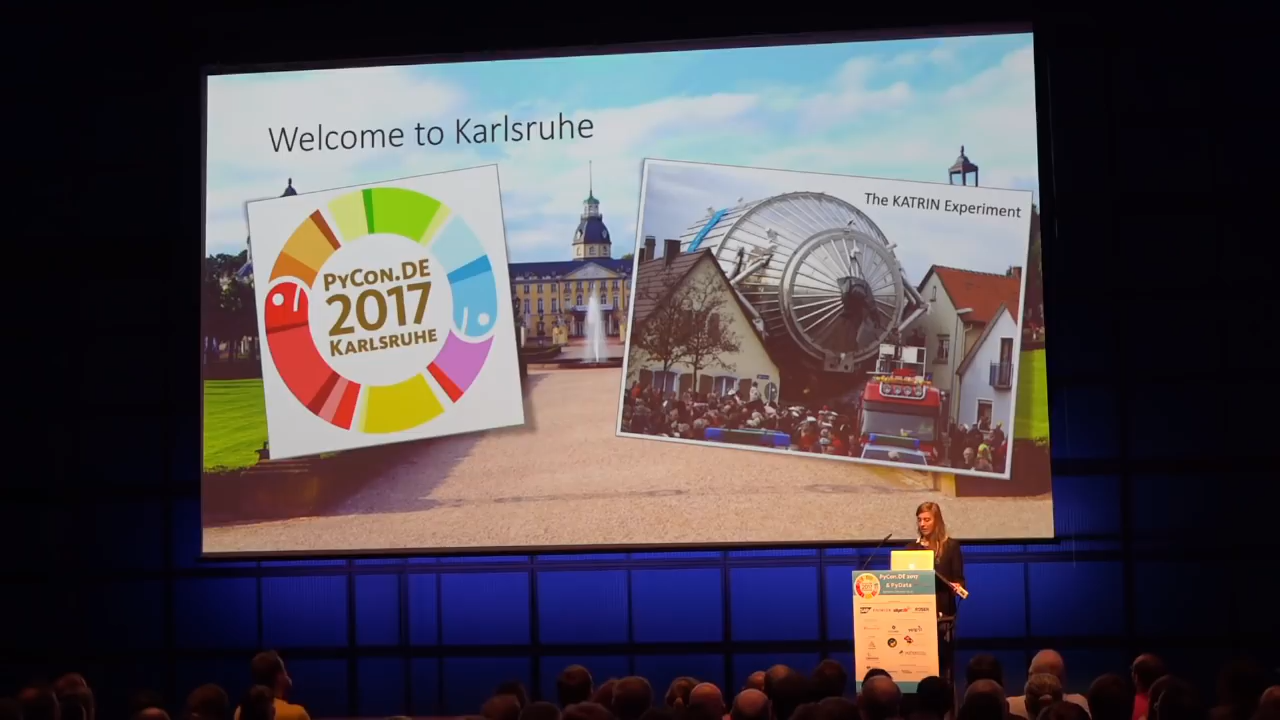 Welcome to Karlsruhe
PyCon.DE
2017
Karlsruhe
The KATRIN Experiment
PyCon.DE 2017
& PyData